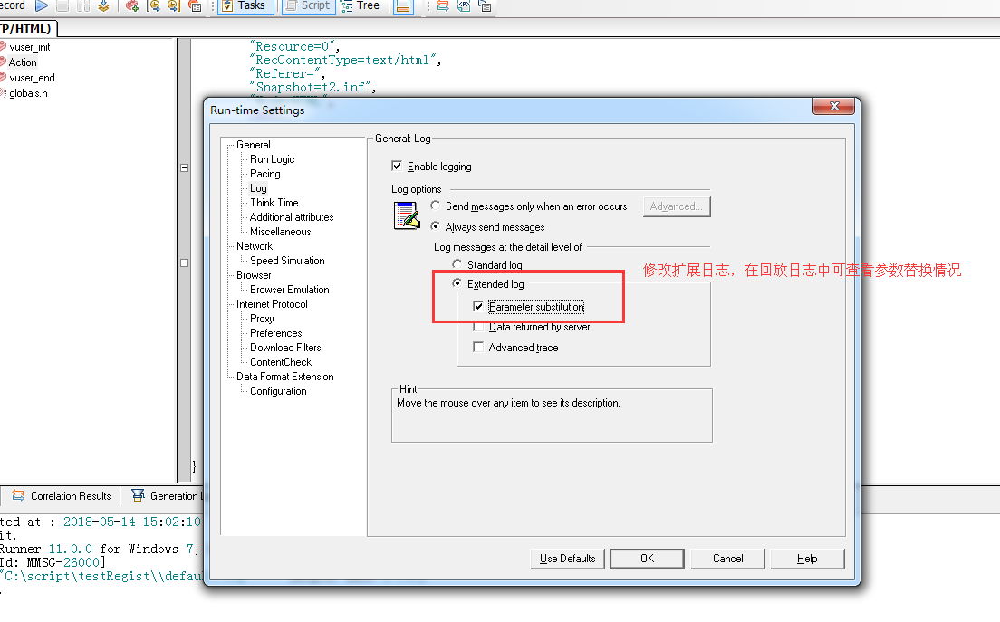 ecord Tasks Script Tree
TP/HTML)
vuser_init
Action
vuser_end
globals.h
"Resource=0",
"RecContentType=text/html",
"Referer=",
"Snapshot=t2.inf",
Run-time Settings
General
Run Logic
Pacing
Log
Think Time
Additional attributes
Miscellaneous
Network
Speed Simulation
Browser
Browser Emulation
Internet Protocol
Proxy
Preferences
Download Filters
ContentCheck
Data Format Extension
Configuration
General: Log
Enable logging
Log options
Send messages only when an error occurs
Advanced...
Always send messages
Log messages at the detail level of
Standard log
修改扩展日志，在回放日志中可查看参数替换情况
Extended log
Parameter substitution
Data returned by server
Advanced trace
Hint
Move the mouse over any item to see its description.
}
Use Defaults OK Cancel Help
Correlation Results Generation L
ted at : 2018-05-14 15:02:10
it.
Runner 11.0.0 for Windows 7;
Id: MMSG-26000]
"C:\script\testRegist\\defau
.